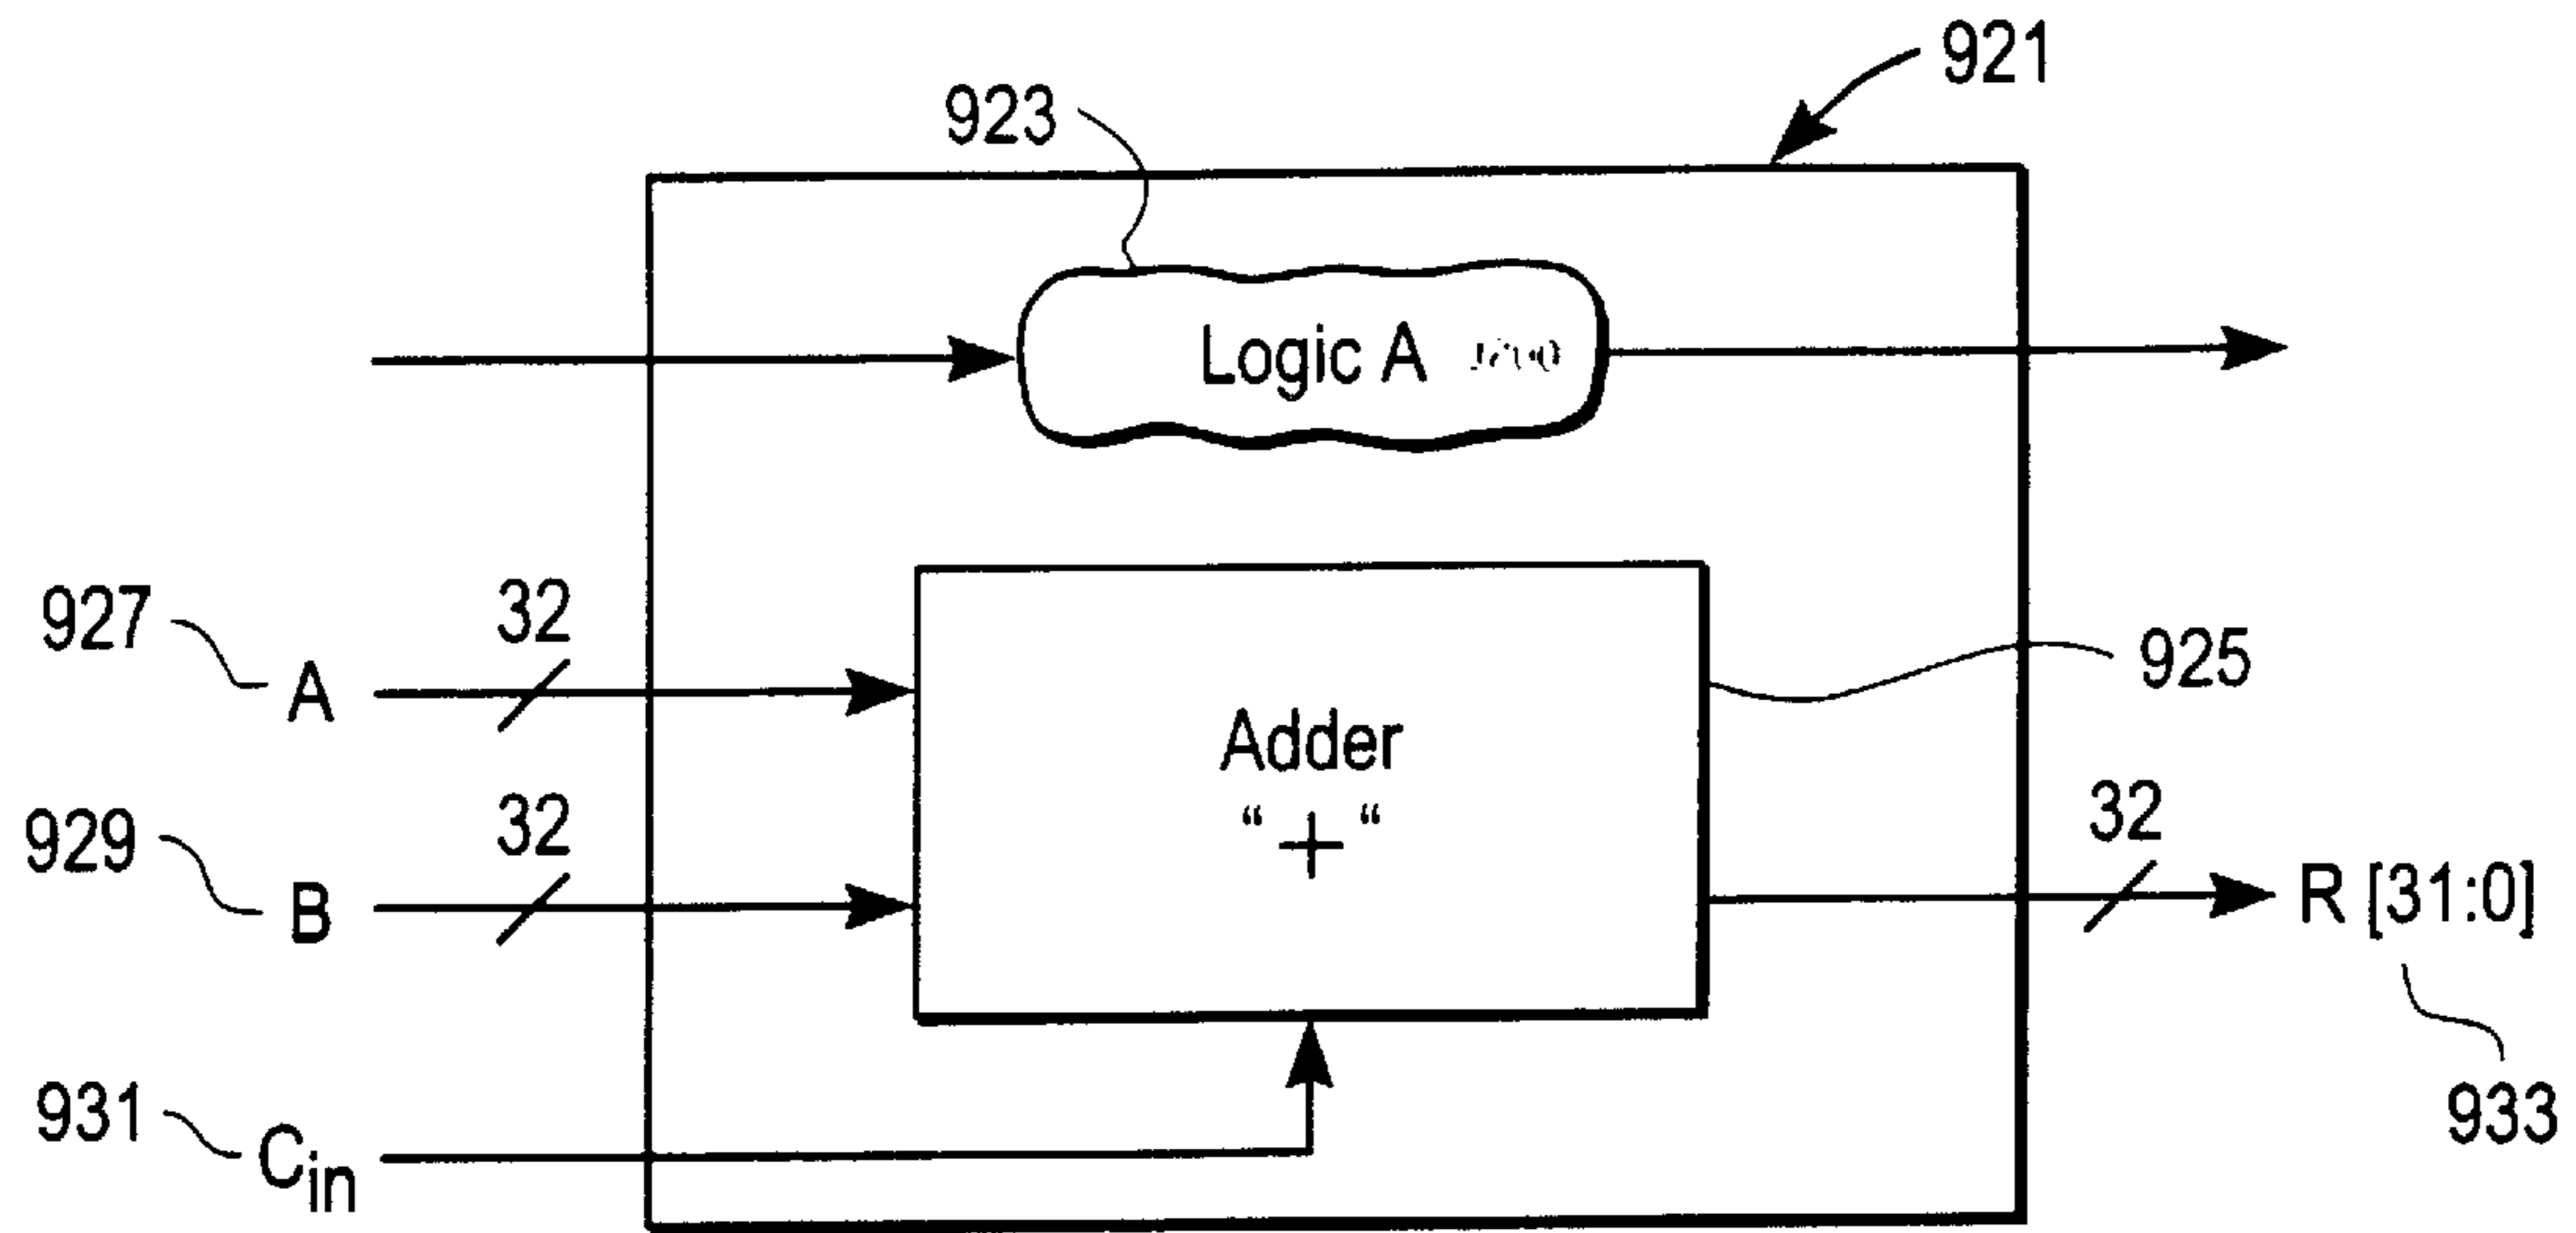 921
923
Logic A
927
32
A
925
Adder
“ + “
929
32
B
32
R [31:0]
931
Cin
933